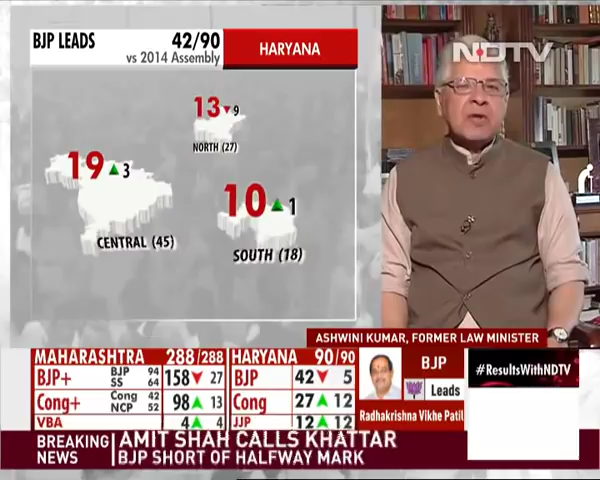 BJP LEADS 42/90
vs 2014 Assembly
HARYANA
NDTV
13 ▼ 9
NORTH (27)
19 ▲ 3
CENTRAL (45)
10 ▲ 1
SOUTH (18)
ASHWINI KUMAR, FORMER LAW MINISTER
MAHARASHTRA 288/288
BJP+ BJP 94 158 ▼ 27
SS 64
Cong+ Cong 42 98 ▲ 13
NCP 52
VBA 4 ▲ 4
HARYANA 90/90
BJP 42 ▼ 5
Cong 27 ▲ 12
JJP 12 ▲ 12
BJP
Leads
Radhakrishna Vikhe Patil
#ResultsWithNDTV
BREAKING NEWS
AMIT SHAH CALLS KHATTAR
BJP SHORT OF HALFWAY MARK